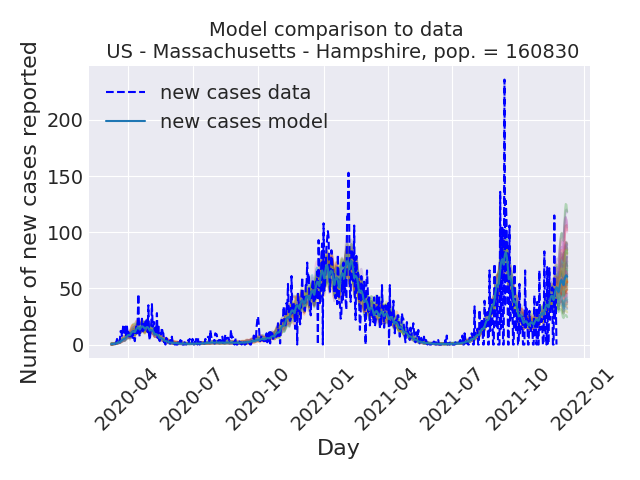 Model comparison to data
US - Massachusetts - Hampshire, pop. = 160830
Number of new cases reported
new cases data
new cases model
200
150
100
50
0
2020-04
2020-07
2020-10
2021-01
2021-04
2021-07
2021-10
2022-01
Day